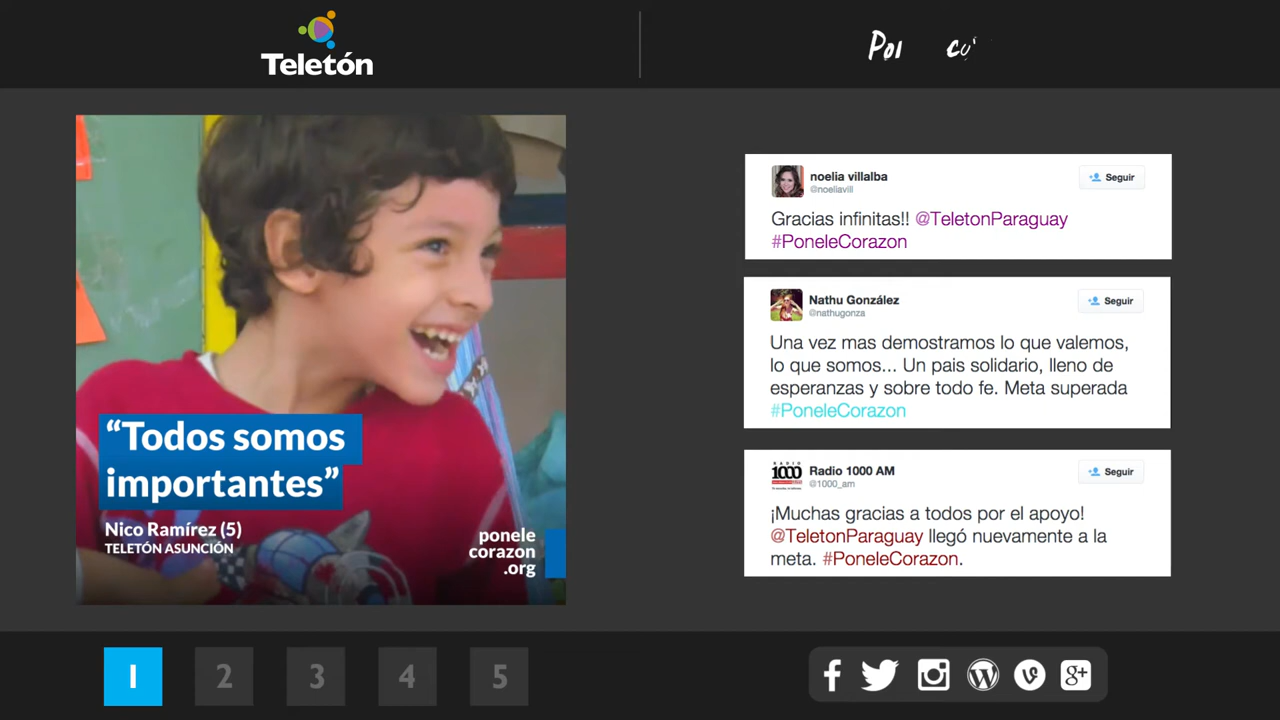 Teletón
“Todos somos
importantes”
Nico Ramírez (5)
TELETÓN ASUNCIÓN
ponele
corazon
.org
noelia villalba
@noeliavill
Seguir
Gracias infinitas!! @TeletonParaguay
#PoneleCorazon
Nathu González
@nathugonza
Seguir
Una vez mas demostramos lo que valemos,
lo que somos... Un pais solidario, lleno de
esperanzas y sobre todo fe. Meta superada
#PoneleCorazon
RADIO
1000
Radio 1000 AM
@1000_am
Seguir
¡Muchas gracias a todos por el apoyo!
@TeletonParaguay llegó nuevamente a la
meta. #PoneleCorazon.
1
2
3
4
5